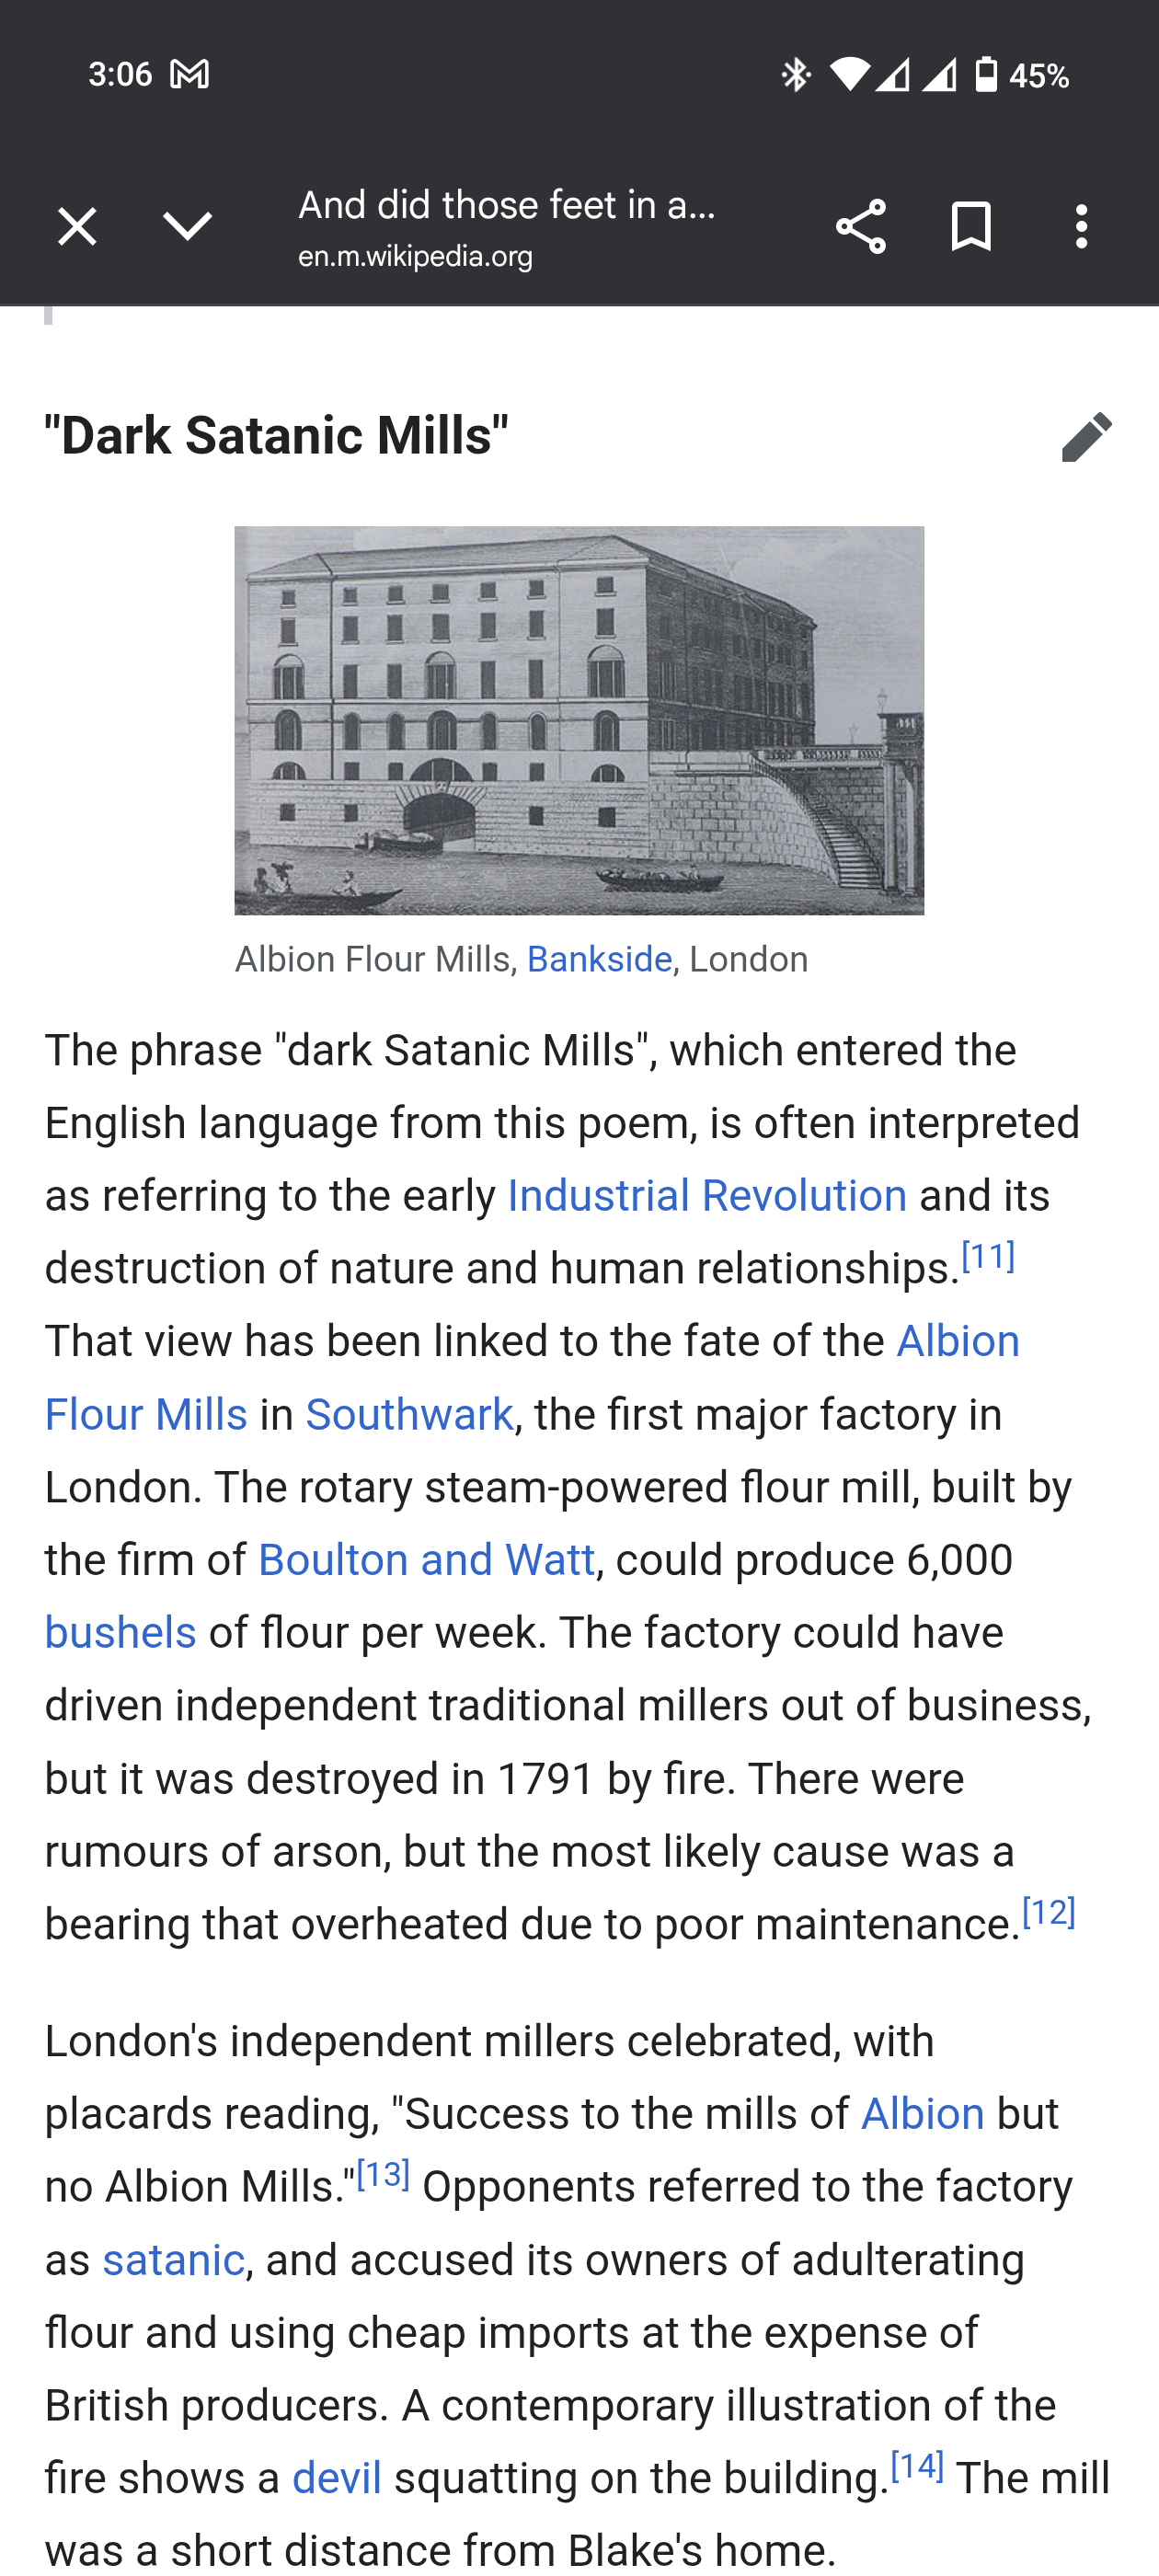 3:06
45%
And did those feet in a...
en.m.wikipedia.org
"Dark Satanic Mills"
Albion Flour Mills, Bankside, London
The phrase "dark Satanic Mills", which entered the
English language from this poem, is often interpreted
as referring to the early Industrial Revolution and its
destruction of nature and human relationships.[11]
That view has been linked to the fate of the Albion
Flour Mills in Southwark, the first major factory in
London. The rotary steam-powered flour mill, built by
the firm of Boulton and Watt, could produce 6,000
bushels of flour per week. The factory could have
driven independent traditional millers out of business,
but it was destroyed in 1791 by fire. There were
rumours of arson, but the most likely cause was a
bearing that overheated due to poor maintenance.[12]
London's independent millers celebrated, with
placards reading, "Success to the mills of Albion but
no Albion Mills."[13] Opponents referred to the factory
as satanic, and accused its owners of adulterating
flour and using cheap imports at the expense of
British producers. A contemporary illustration of the
fire shows a devil squatting on the building.[14] The mill
was a short distance from Blake's home.